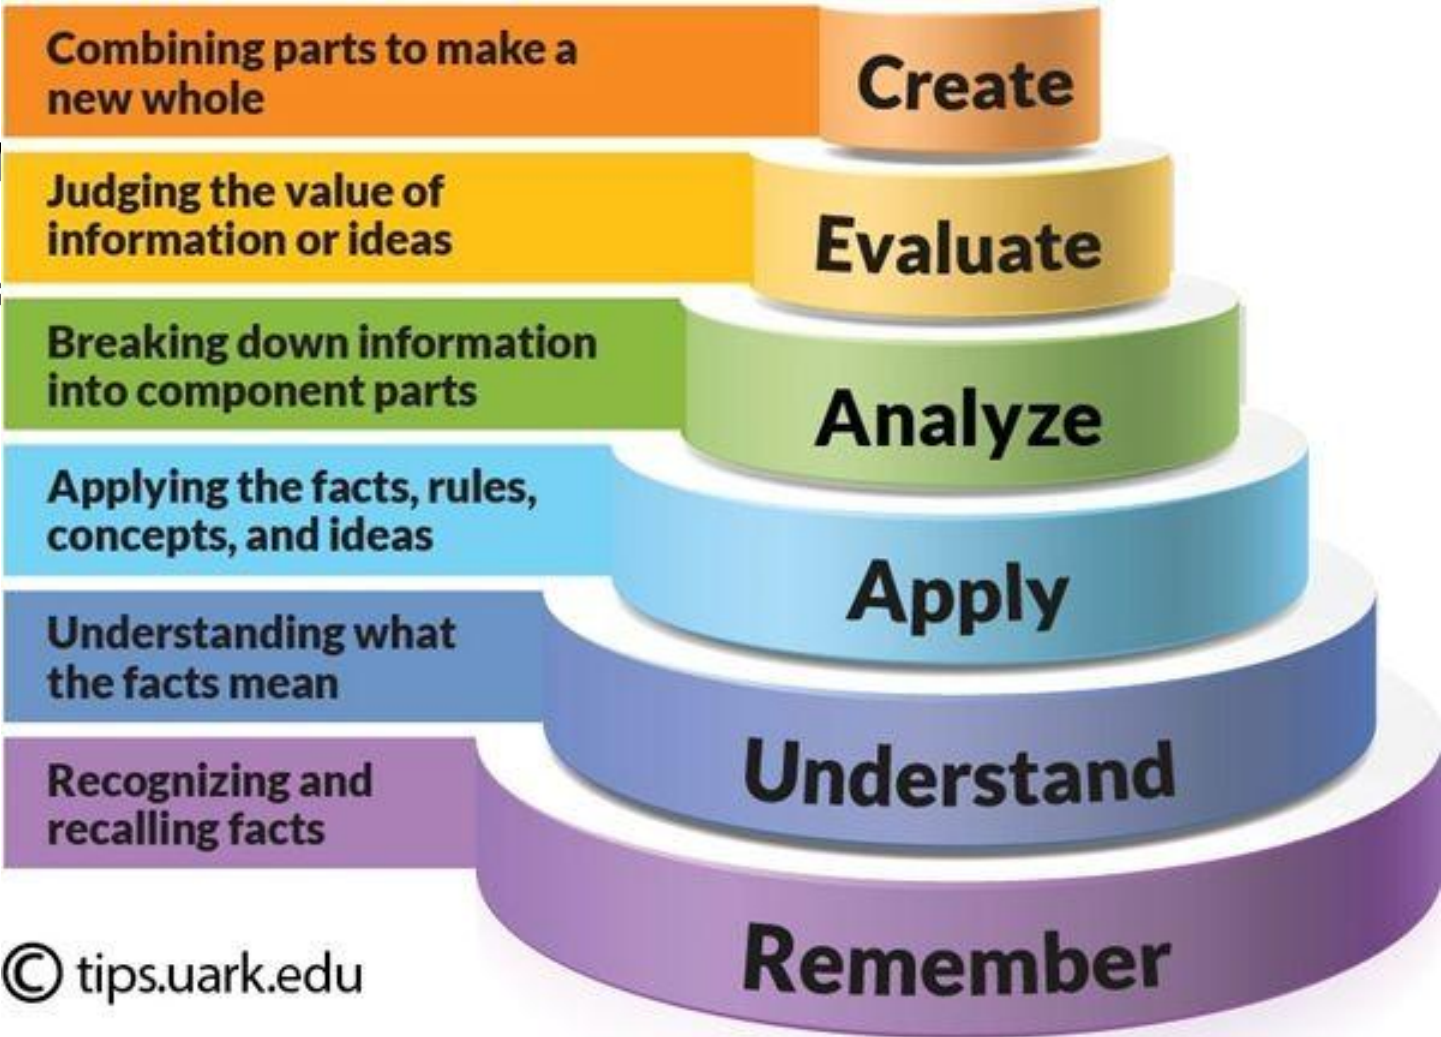 Combining parts to make a
new whole
Create
Judging the value of
information or ideas
Evaluate
Breaking down information
into component parts
Analyze
Applying the facts, rules,
concepts, and ideas
Apply
Understanding what
the facts mean
Understand
Recognizing and
recalling facts
Remember
© tips.uark.edu